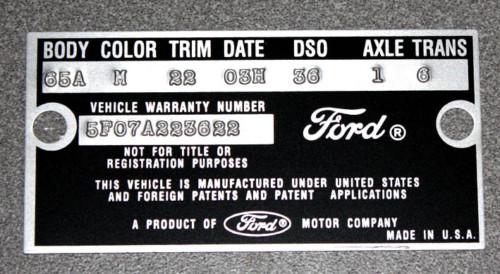 BODY COLOR TRIM DATE DSO AXLE TRANS
65A M 22 03H 36 1 6
VEHICLE WARRANTY NUMBER
5F07A223622
Ford®
NOT FOR TITLE OR
REGISTRATION PURPOSES
THIS VEHICLE IS MANUFACTURED UNDER UNITED STATES
AND FOREIGN PATENTS AND PATENT APPLICATIONS
A PRODUCT OF Ford® MOTOR COMPANY
MADE IN U.S.A.